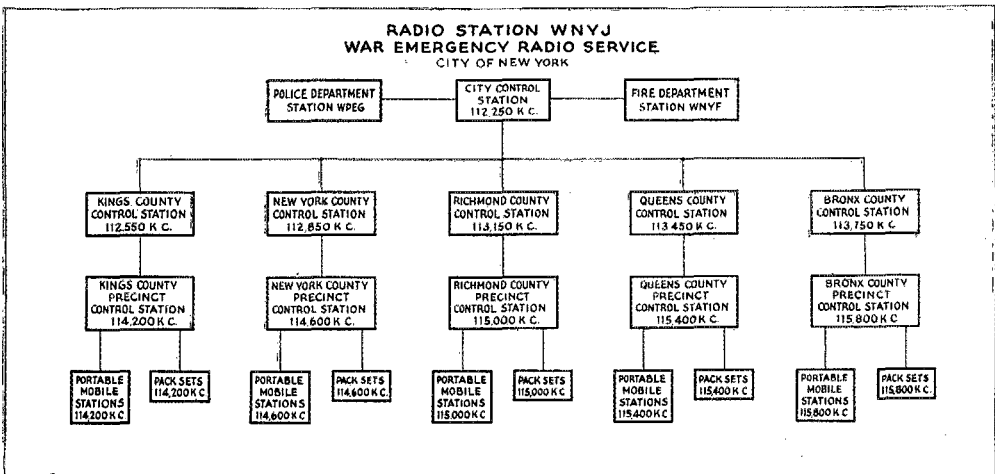 RADIO STATION WNYJ
WAR EMERGENCY RADIO SERVICE
CITY OF NEW YORK
POLICE DEPARTMENT
STATION WPEG
CITY CONTROL
STATION
112,250 K C.
FIRE DEPARTMENT
STATION WNYF
KINGS COUNTY
CONTROL STATION
112.550 K C.
NEW YORK COUNTY
CONTROL STATION
112,850 K C.
RICHMOND COUNTY
CONTROL STATION
113,150 K C.
QUEENS COUNTY
CONTROL STATION
113 450 K C.
BRONX COUNTY
CONTROL STATION
113,750 K C.
KINGS COUNTY
PRECINCT
CONTROL STATION
114,200 K C.
NEW YORK COUNTY
PRECINCT
CONTROL STATION
114,600 K C.
RICHMOND COUNTY
PRECINCT
CONTROL STATION
115,000 K C.
QUEENS COUNTY
PRECINCT
CONTROL STATION
115,400 K C.
BRONX COUNTY
PRECINCT
CONTROL STATION
115,800 K C.
PORTABLE
MOBILE
STATIONS
114,200 K C
PACK SETS
114,200 K C
PORTABLE
MOBILE
STATIONS
114,600 K C
PACK SETS
114,600 K C.
PORTABLE
MOBILE
STATIONS
115,000 K C
PACK SETS
115,000 K C
PORTABLE
MOBILE
STATIONS
115,400 K C
PACK SETS
115,400 K C
PORTABLE
MOBILE
STATIONS
115,800 K C
PACK SETS
115,800 K C.